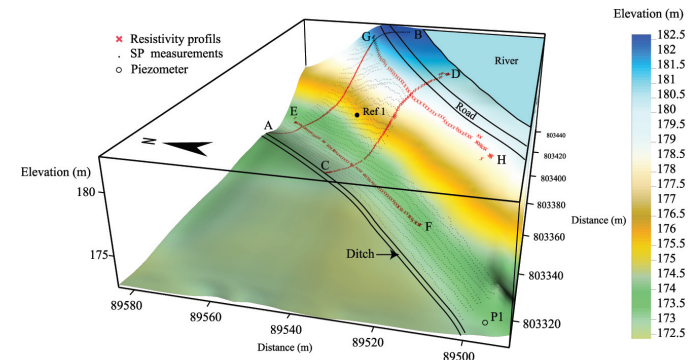 Elevation (m)
Resistivity profils
SP measurements
Piezometer
G
B
River
D
Road
Ref 1
E
A
N
C
H
F
Ditch
P1
Elevation (m)
180
175
89580
89560
89540
89520
89500
Distance (m)
803440
803420
803400
803380
803360
803340
803320
Distance (m)
182.5
182
181.5
181
180.5
180
179.5
179
178.5
178
177.5
177
176.5
176
175.5
175
174.5
174
173.5
173
172.5